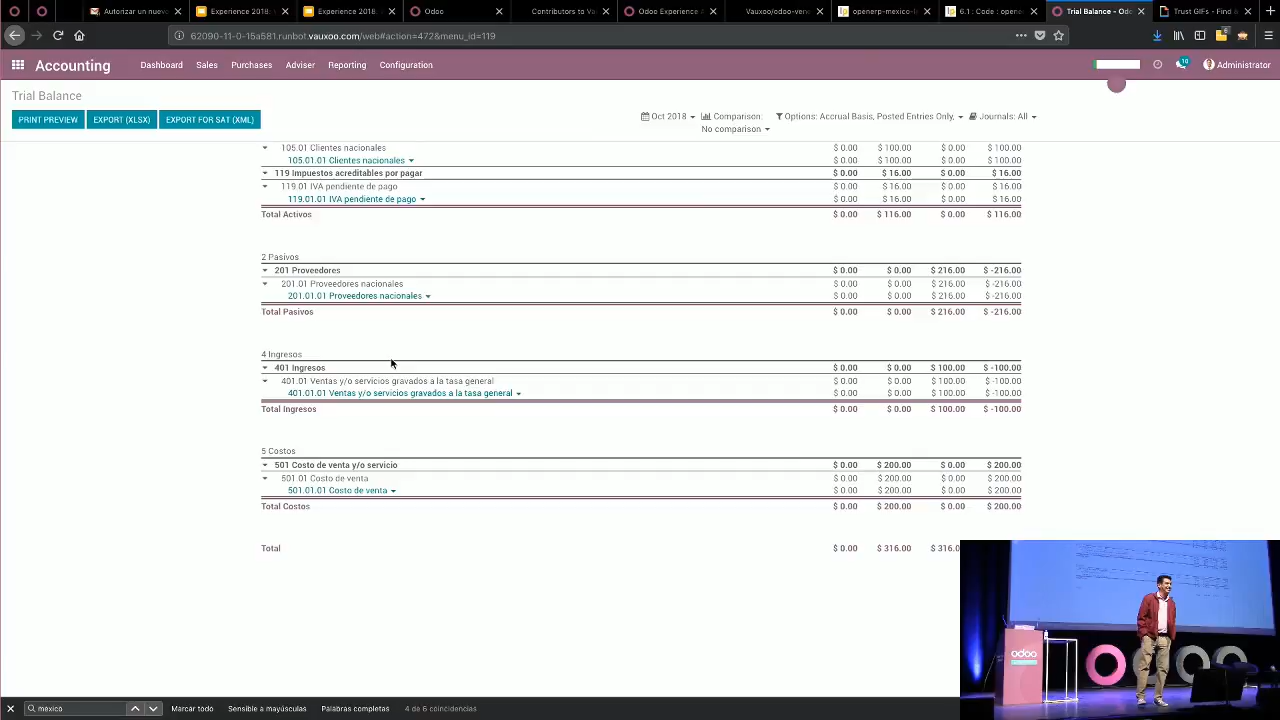 Autorizar un nuevo
Experience 2018:
Experience 2018:
Odoo
Contributors to Va
Odoo Experience
Vauxoo/odoo-vene
openerp-mexico-l
6.1 : Code : opene
Trial Balance - Odo
Trust GIFs - Find &
62090-11-0-15a681.runbot.vauxoo.com/web#action=472&menu_id=119
Accounting Dashboard Sales Purchases Adviser Reporting Configuration 10 Administrator
Trial Balance
PRINT PREVIEW EXPORT (XLSX) EXPORT FOR SAT (XML)
Oct 2018 Comparison: Options: Accrual Basis, Posted Entries Only, Journals: All
No comparison
105.01 Clientes nacionales $ 0.00 $ 100.00 $ 0.00 $ 100.00
105.01.01 Clientes nacionales $ 0.00 $ 100.00 $ 0.00 $ 100.00
119 Impuestos acreditables por pagar $ 0.00 $ 16.00 $ 0.00 $ 16.00
119.01 IVA pendiente de pago $ 0.00 $ 16.00 $ 0.00 $ 16.00
119.01.01 IVA pendiente de pago $ 0.00 $ 16.00 $ 0.00 $ 16.00
Total Activos $ 0.00 $ 116.00 $ 0.00 $ 116.00
2 Pasivos
201 Proveedores $ 0.00 $ 0.00 $ 216.00 $ -216.00
201.01 Proveedores nacionales $ 0.00 $ 0.00 $ 216.00 $ -216.00
201.01.01 Proveedores nacionales $ 0.00 $ 0.00 $ 216.00 $ -216.00
Total Pasivos $ 0.00 $ 0.00 $ 216.00 $ -216.00
4 Ingresos
401 Ingresos $ 0.00 $ 0.00 $ 100.00 $ -100.00
401.01 Ventas y/o servicios gravados a la tasa general $ 0.00 $ 0.00 $ 100.00 $ -100.00
401.01.01 Ventas y/o servicios gravados a la tasa general $ 0.00 $ 0.00 $ 100.00 $ -100.00
Total Ingresos $ 0.00 $ 0.00 $ 100.00 $ -100.00
5 Costos
501 Costo de venta y/o servicio $ 0.00 $ 200.00 $ 0.00 $ 200.00
501.01 Costo de venta $ 0.00 $ 200.00 $ 0.00 $ 200.00
501.01.01 Costo de venta $ 0.00 $ 200.00 $ 0.00 $ 200.00
Total Costos $ 0.00 $ 200.00 $ 0.00 $ 200.00
Total $ 0.00 $ 316.00 $ 316.0
odoo
mexico Marcar todo Sensible a mayúsculas Palabras completas 4 de 6 coincidencias